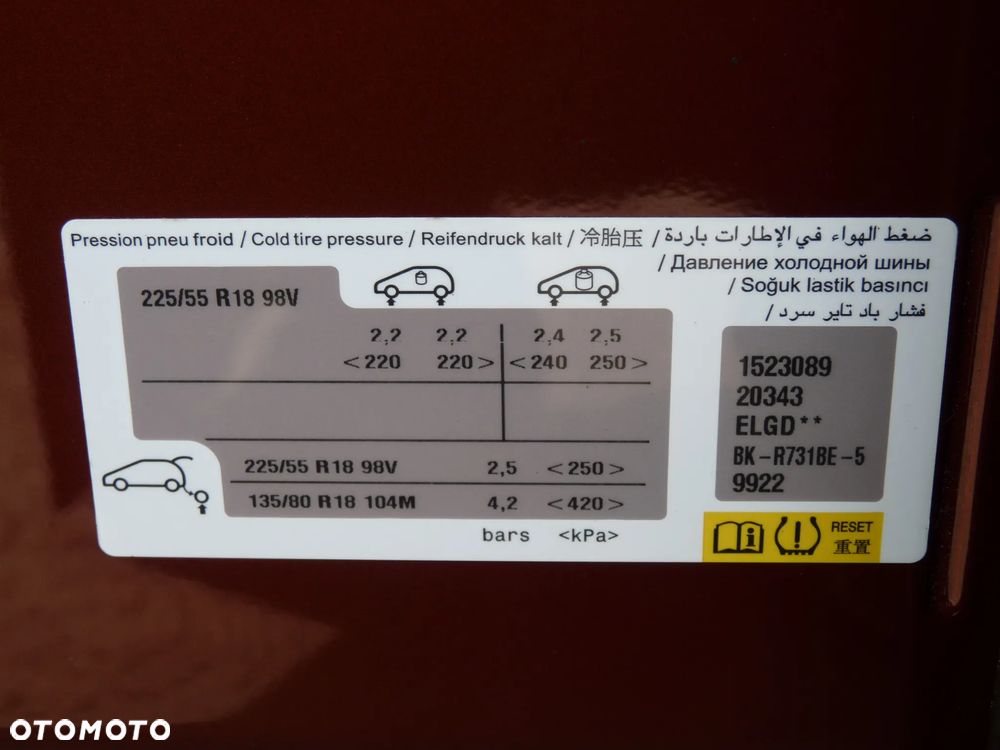 Pression pneu froid / Cold tire pressure / Reifendruck kalt / 冷胎压 / ضغط الهواء في الإطارات باردة
/ Давление холодной шины
/ Soğuk lastik basıncı
/ فشار باد تایر سرد
225/55 R18 98V
2,2 2,2 2,4 2,5
<220 220> <240 250>
225/55 R18 98V 2,5 <250>
135/80 R18 104M 4,2 <420>
bars <kPa>
1523089
20343
ELGD**
BK-R731BE-5
9922
RESET
重置
OTOMOTO